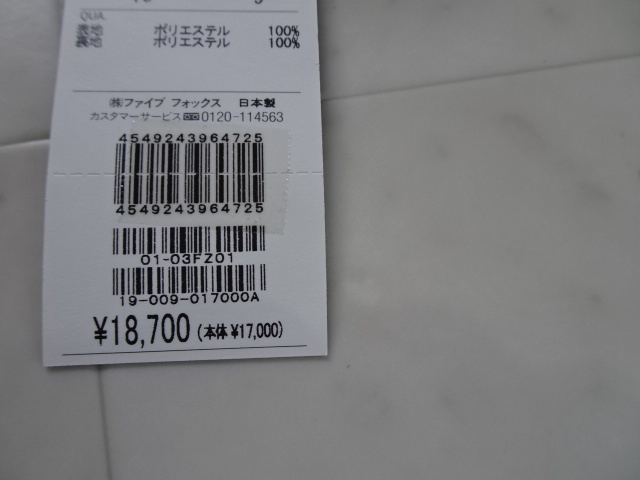 QUA.
表地 ポリエステル 100%
裏地 ポリエステル 100%
㈱ファイブ フォックス 日本製
カスタマーサービス 0120-114563
4549243964725
4549243964725
01-03FZ01
19-009-017000A
¥18,700(本体 ¥17,000)